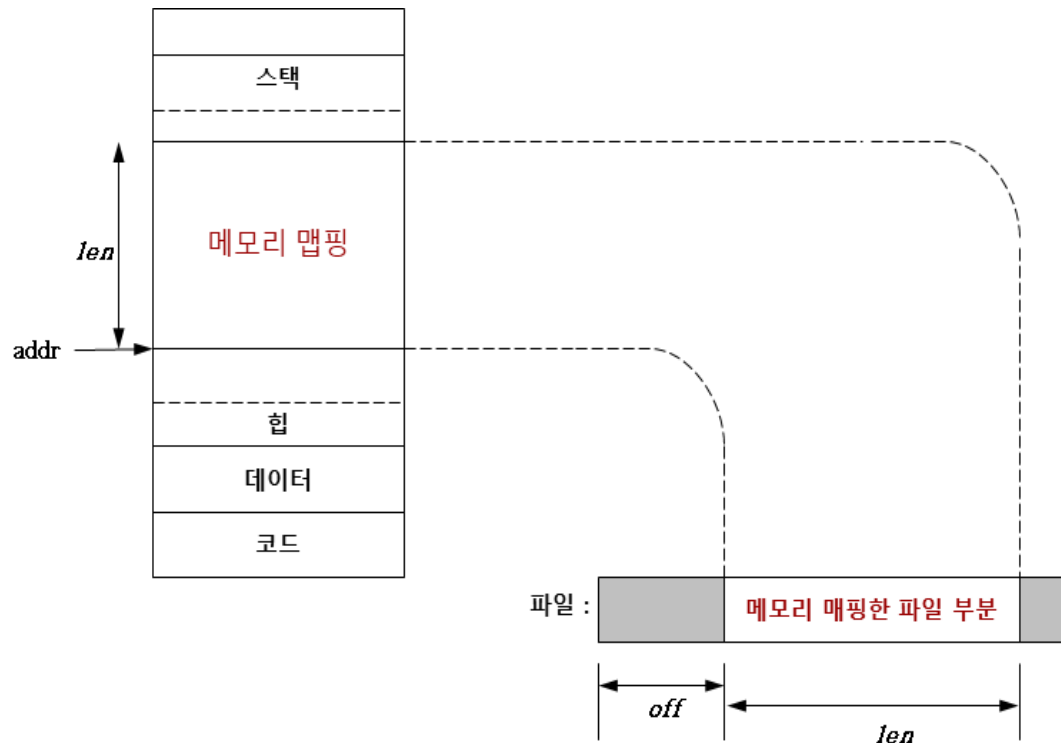 스택
메모리 맵핑
len
addr
힙
데이터
코드
파일 :
메모리 매핑한 파일 부분
off
len